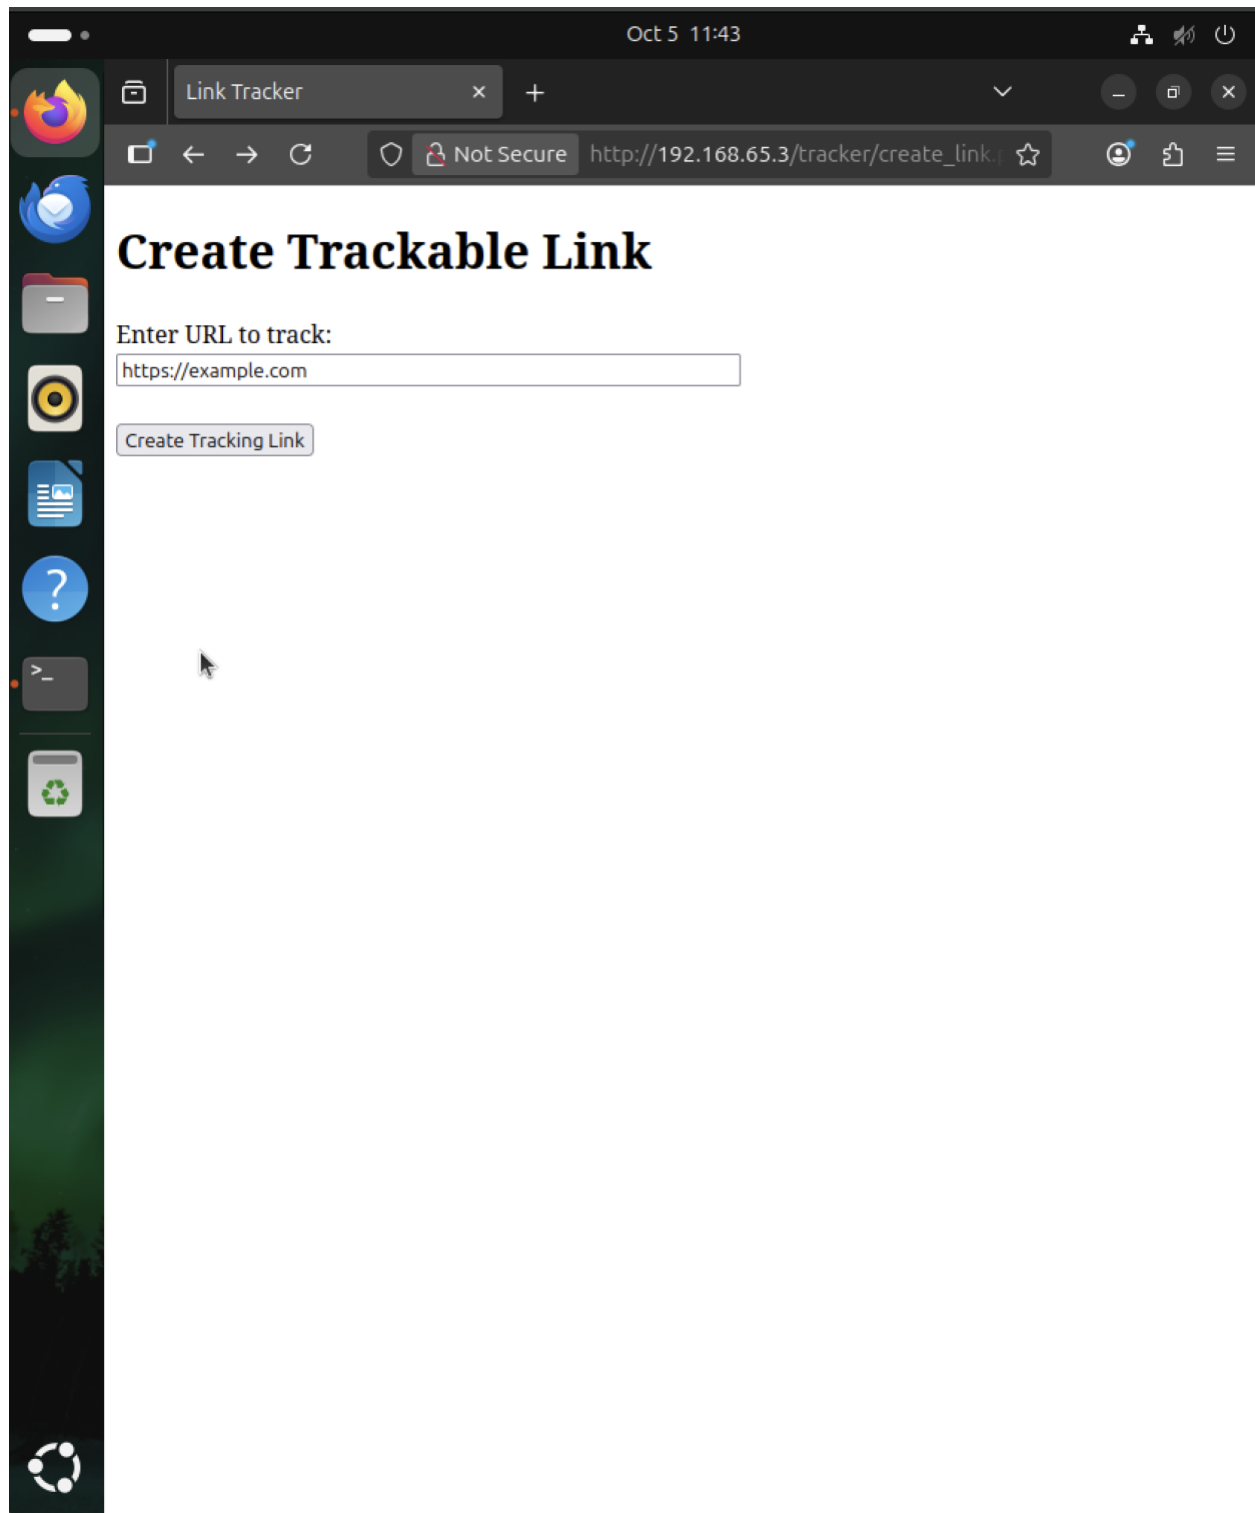 Oct 5 11:43
Link Tracker
Not Secure http://192.168.65.3/tracker/create_link.
Create Trackable Link
Enter URL to track:
https://example.com
Create Tracking Link
?
>_